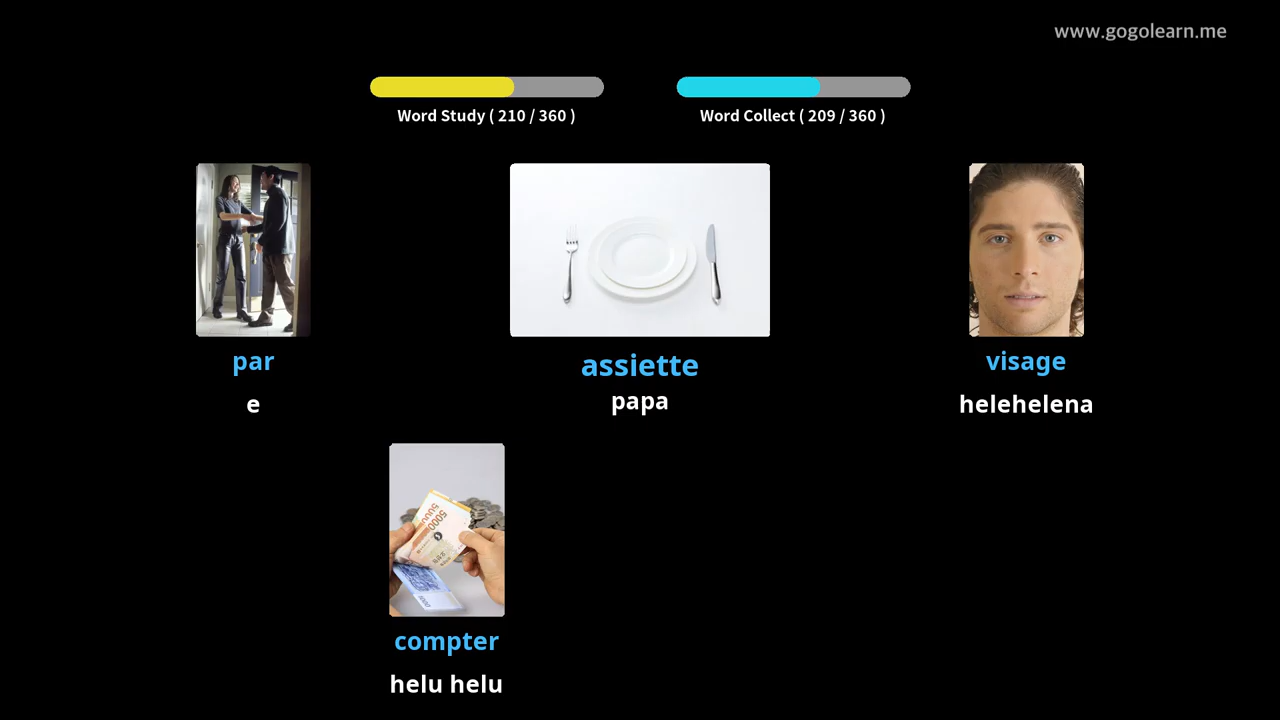 www.gogolearn.me
Word Study ( 210 / 360 )
Word Collect ( 209 / 360 )
par
assiette
visage
e
papa
helehelena
5000
compter
helu helu